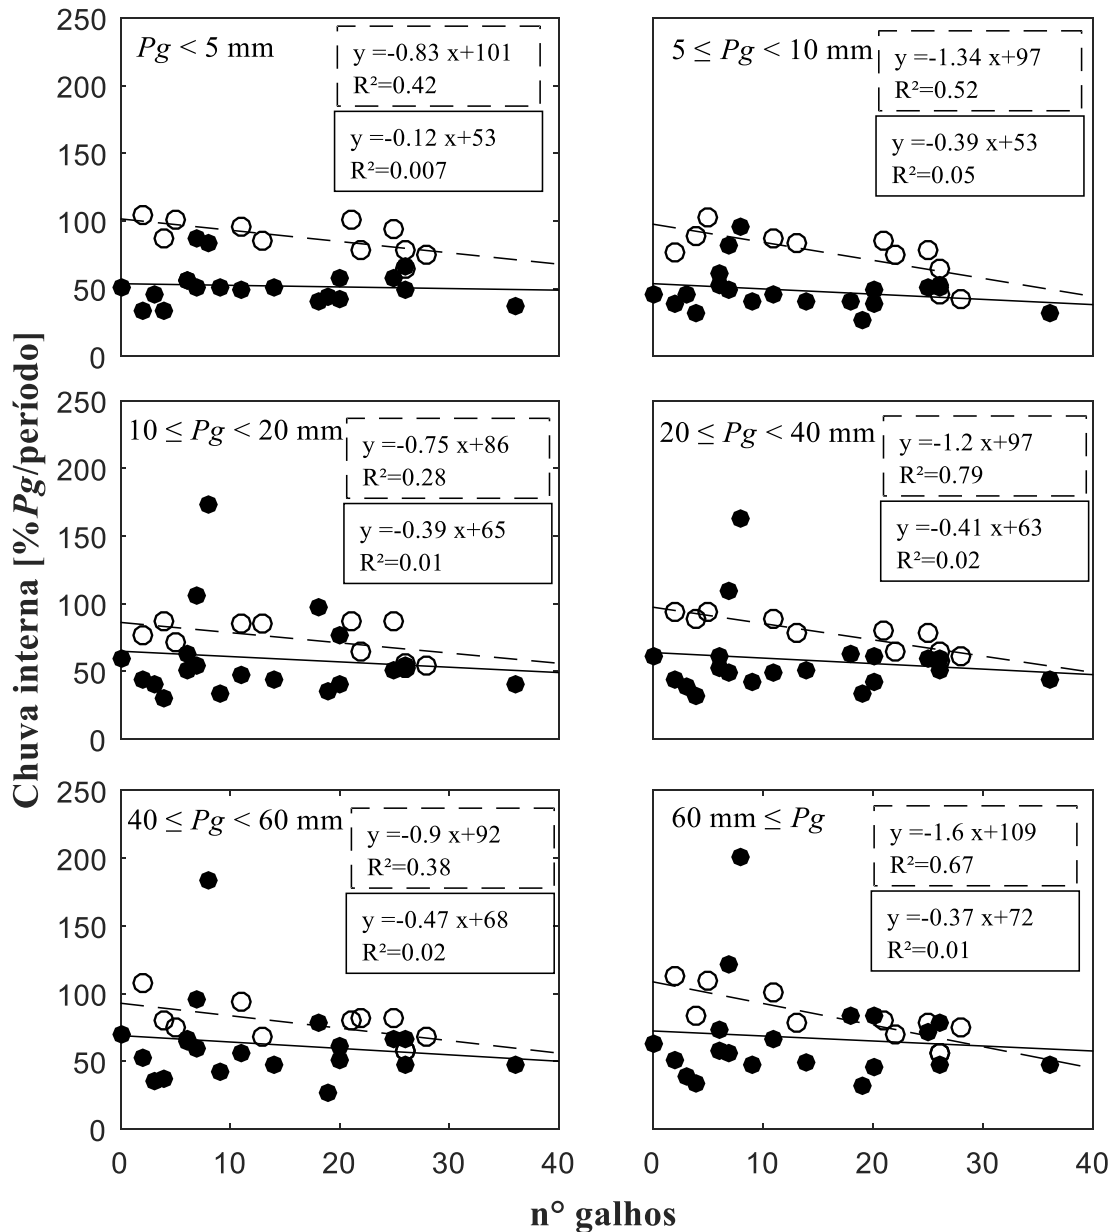 Chuva interna [%Pg/período]
250
200
150
100
50
0
Pg < 5 mm
y =-0.83 x+101
R²=0.42
y =-0.12 x+53
R²=0.007
5 ≤ Pg < 10 mm
y =-1.34 x+97
R²=0.52
y =-0.39 x+53
R²=0.05
250
200
150
100
50
0
10 ≤ Pg < 20 mm
y =-0.75 x+86
R²=0.28
y =-0.39 x+65
R²=0.01
20 ≤ Pg < 40 mm
y =-1.2 x+97
R²=0.79
y =-0.41 x+63
R²=0.02
250
200
150
100
50
0
40 ≤ Pg < 60 mm
y =-0.9 x+92
R²=0.38
y =-0.47 x+68
R²=0.02
60 mm ≤ Pg
y =-1.6 x+109
R²=0.67
y =-0.37 x+72
R²=0.01
0 10 20 30 40
0 10 20 30 40
n° galhos